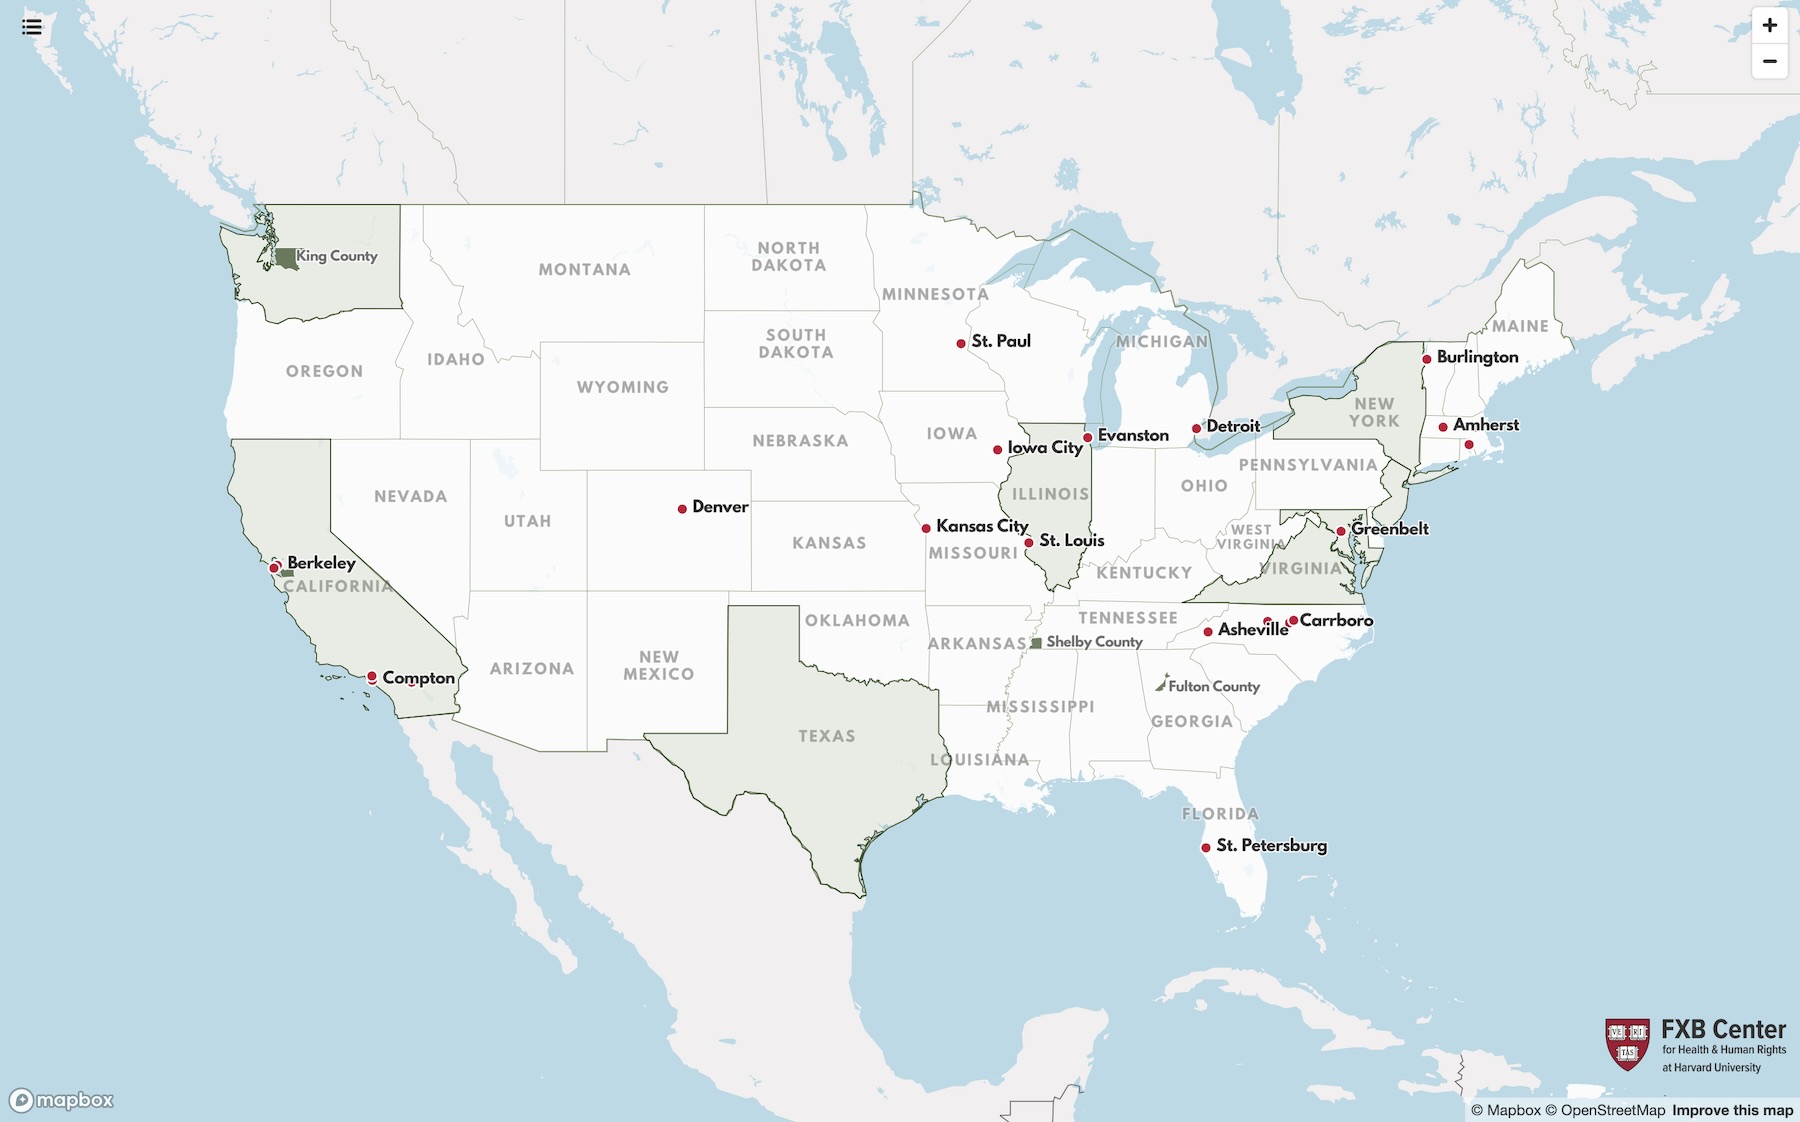 King County
MONTANA
NORTH
DAKOTA
MINNESOTA
SOUTH
DAKOTA
St. Paul
MICHIGAN
MAINE
OREGON
IDAHO
WYOMING
Burlington
NEW
YORK
Amherst
NEBRASKA
IOWA
Iowa City
Evanston
Detroit
PENNSYLVANIA
NEVADA
UTAH
Denver
ILLINOIS
OHIO
KANSAS
Kansas City
MISSOURI
St. Louis
WEST
VIRGINIA
Greenbelt
Berkeley
CALIFORNIA
KENTUCKY
VIRGINIA
OKLAHOMA
TENNESSEE
Asheville
Carrboro
ARKANSAS
Shelby County
ARIZONA
NEW
MEXICO
Compton
Fulton County
MISSISSIPPI
GEORGIA
TEXAS
LOUISIANA
FLORIDA
St. Petersburg
VE RI
TAS
FXB Center
for Health & Human Rights
at Harvard University
mapbox
© Mapbox © OpenStreetMap Improve this map